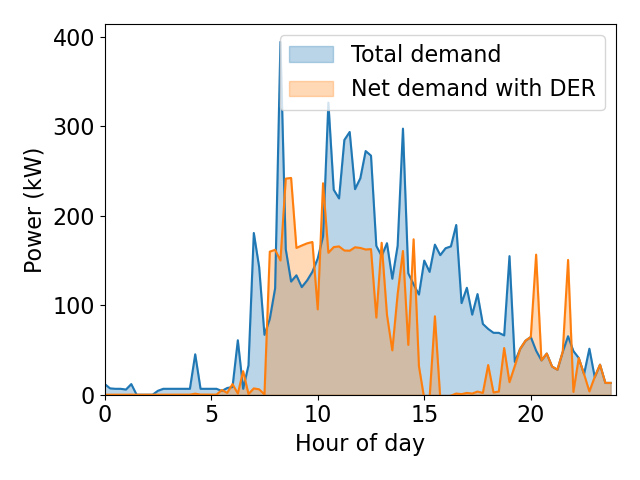 400
300
200
100
0
Power (kW)
Total demand
Net demand with DER
0 5 10 15 20
Hour of day